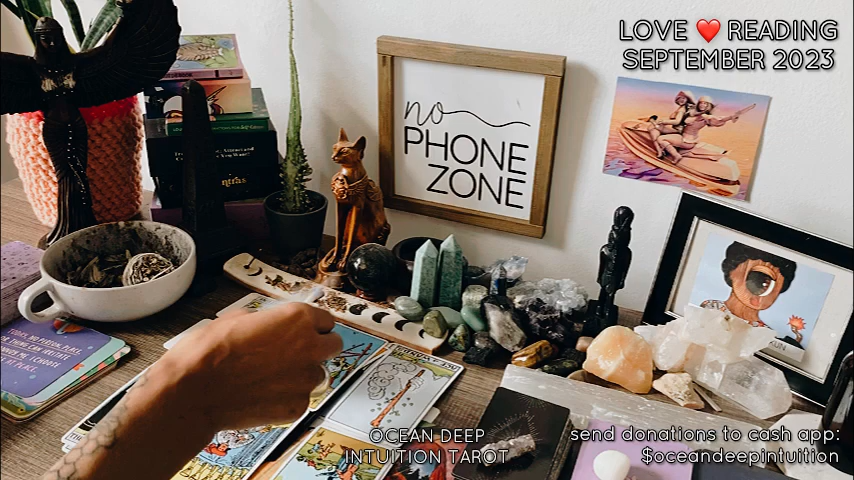 LOVE ❤️ READING
SEPTEMBER 2023
no
PHONE
ZONE
OCEAN DEEP
INTUITION TAROT
send donations to cash app:
$oceandeepintuition